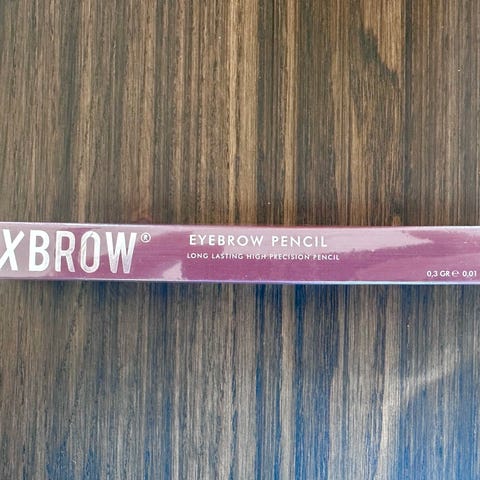 XBROW®
EYEBROW PENCIL
LONG LASTING HIGH PRECISION PENCIL
0,3 GR ℮ 0,01